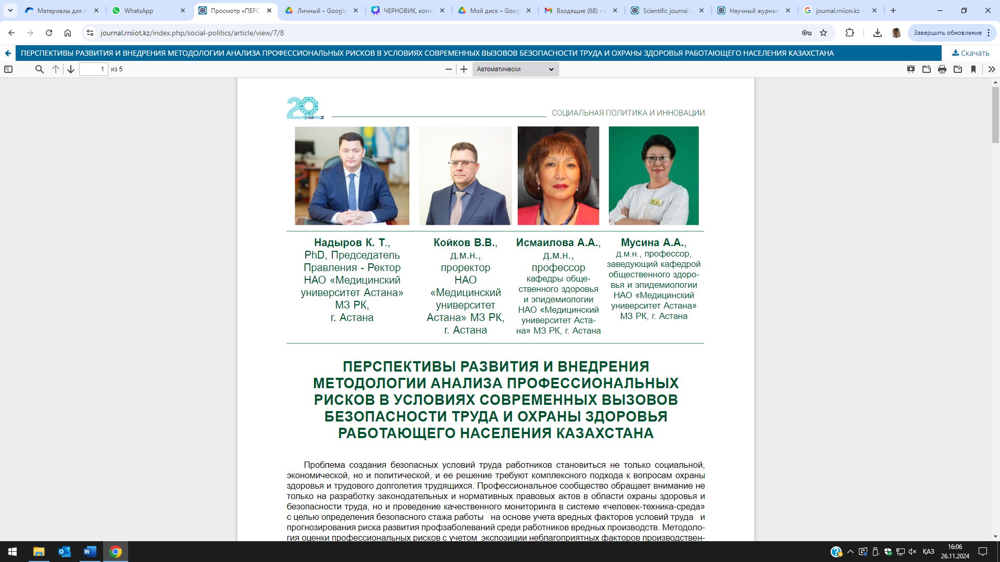 Материалы для п
WhatsApp
Просмотр «ПЕРС
Личный – Google
ЧЕРНОВИК, копи
Мой диск – Goog
Входящие (68) - e
Scientific journal –
Научный журнал
journal.rniion.kz -
journal.rniiot.kz/index.php/social-politics/article/view/7/8
Завершить обновление
ПЕРСПЕКТИВЫ РАЗВИТИЯ И ВНЕДРЕНИЯ МЕТОДОЛОГИИ АНАЛИЗА ПРОФЕССИОНАЛЬНЫХ РИСКОВ В УСЛОВИЯХ СОВРЕМЕННЫХ ВЫЗОВОВ БЕЗОПАСНОСТИ ТРУДА И ОХРАНЫ ЗДОРОВЬЯ РАБОТАЮЩЕГО НАСЕЛЕНИЯ КАЗАХСТАНА
Скачать
1 из 5
Автоматически
20
RNIIOT.KZ
СОЦИАЛЬНАЯ ПОЛИТИКА И ИННОВАЦИИ
Надыров К. Т.,
PhD, Председатель
Правления - Ректор
НАО «Медицинский
университет Астана»
МЗ РК,
г. Астана
Койков В.В.,
д.м.н.,
проректор
НАО
«Медицинский
университет
Астана» МЗ РК,
г. Астана
Исмаилова А.А.,
д.м.н.,
профессор
кафедры обще-
ственного здоровья
и эпидемиологии
НАО «Медицинский
университет Аста-
на» МЗ РК, г. Астана
Мусина А.А.,
д.м.н., профессор,
заведующий кафедрой
общественного здоро-
вья и эпидемиологии
НАО «Медицинский
университет Астана»
МЗ РК, г. Астана
ПЕРСПЕКТИВЫ РАЗВИТИЯ И ВНЕДРЕНИЯ
МЕТОДОЛОГИИ АНАЛИЗА ПРОФЕССИОНАЛЬНЫХ
РИСКОВ В УСЛОВИЯХ СОВРЕМЕННЫХ ВЫЗОВОВ
БЕЗОПАСНОСТИ ТРУДА И ОХРАНЫ ЗДОРОВЬЯ
РАБОТАЮЩЕГО НАСЕЛЕНИЯ КАЗАХСТАНА
Проблема создания безопасных условий труда работников становиться не только социальной,
экономической, но и политической, и ее решение требуют комплексного подхода к вопросам охраны
здоровья и трудового долголетия трудящихся. Профессиональное сообщество обращает внимание не
только на разработку законодательных и нормативных правовых актов в области охраны здоровья и
безопасности труда, но и проведение качественного мониторинга в системе «человек-техника-среда»
с целью определения безопасного стажа работы на основе учета вредных факторов условий труда и
прогнозирования риска развития профзаболеваний среди работников вредных производств. Методоло-
гия оценки профессиональных рисков с учетом экспозиции неблагоприятных факторов производствен-
ҚАЗ
16:06
26.11.2024